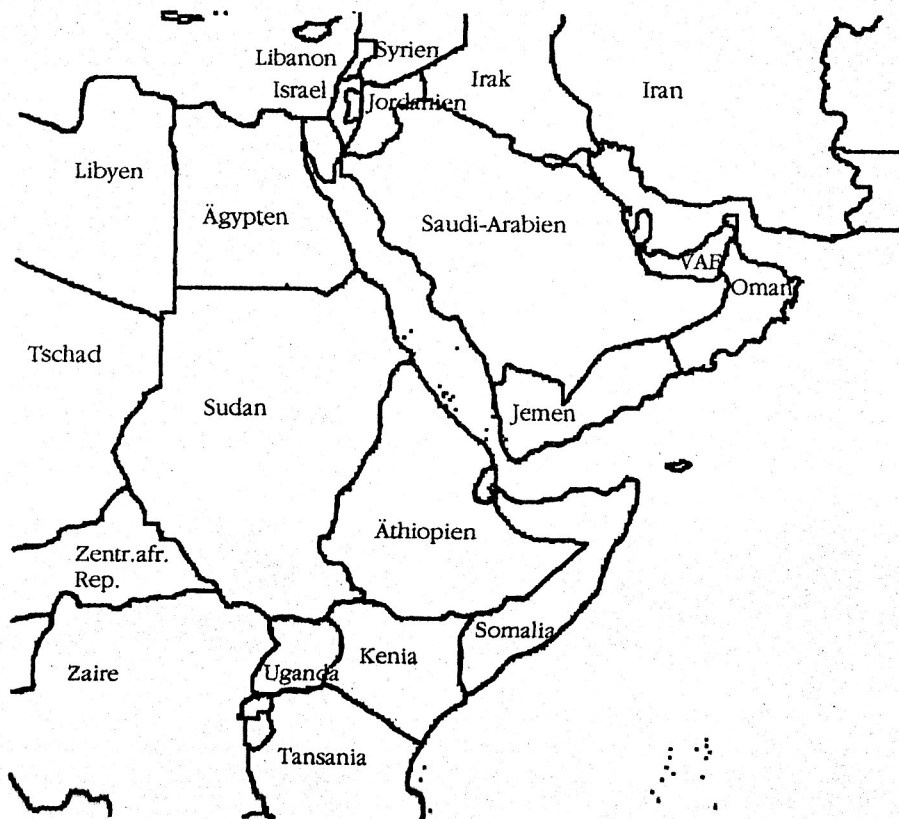 Libanon
Syrien
Israel
Jordanien
Irak
Iran
Libyen
Ägypten
Saudi-Arabien
VAE
Oman
Tschad
Sudan
Jemen
Äthiopien
Zentr.afr.
Rep.
Somalia
Zaire
Uganda
Kenia
Tansania